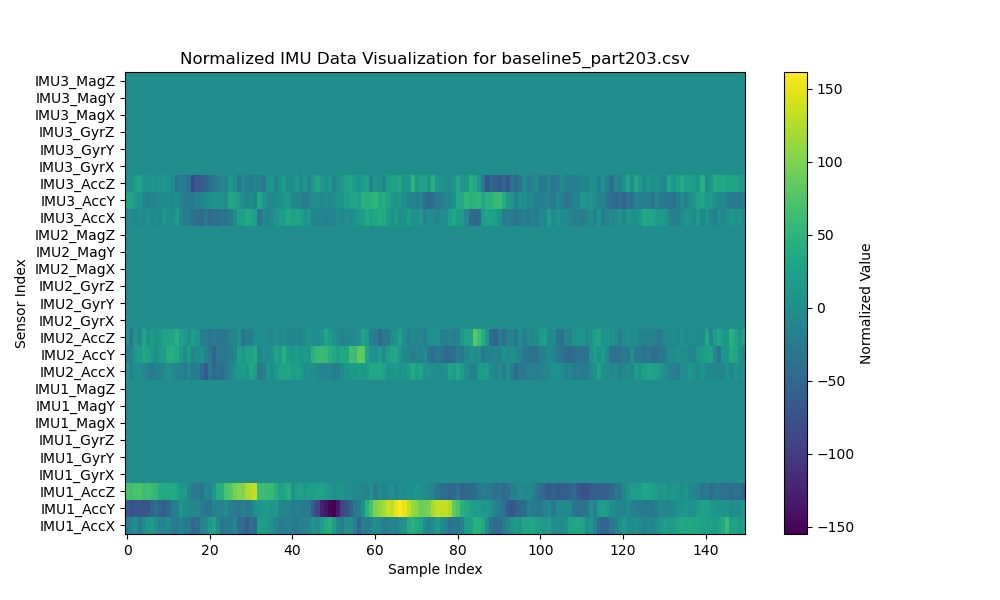 Normalized IMU Data Visualization for baseline5_part203.csv
IMU3_MagZ
IMU3_MagY
IMU3_MagX
IMU3_GyrZ
IMU3_GyrY
IMU3_GyrX
IMU3_AccZ
IMU3_AccY
IMU3_AccX
IMU2_MagZ
IMU2_MagY
IMU2_MagX
IMU2_GyrZ
IMU2_GyrY
IMU2_GyrX
IMU2_AccZ
IMU2_AccY
IMU2_AccX
IMU1_MagZ
IMU1_MagY
IMU1_MagX
IMU1_GyrZ
IMU1_GyrY
IMU1_GyrX
IMU1_AccZ
IMU1_AccY
IMU1_AccX
Sensor Index
0 20 40 60 80 100 120 140
Sample Index
150
100
50
0
−50
−100
−150
Normalized Value